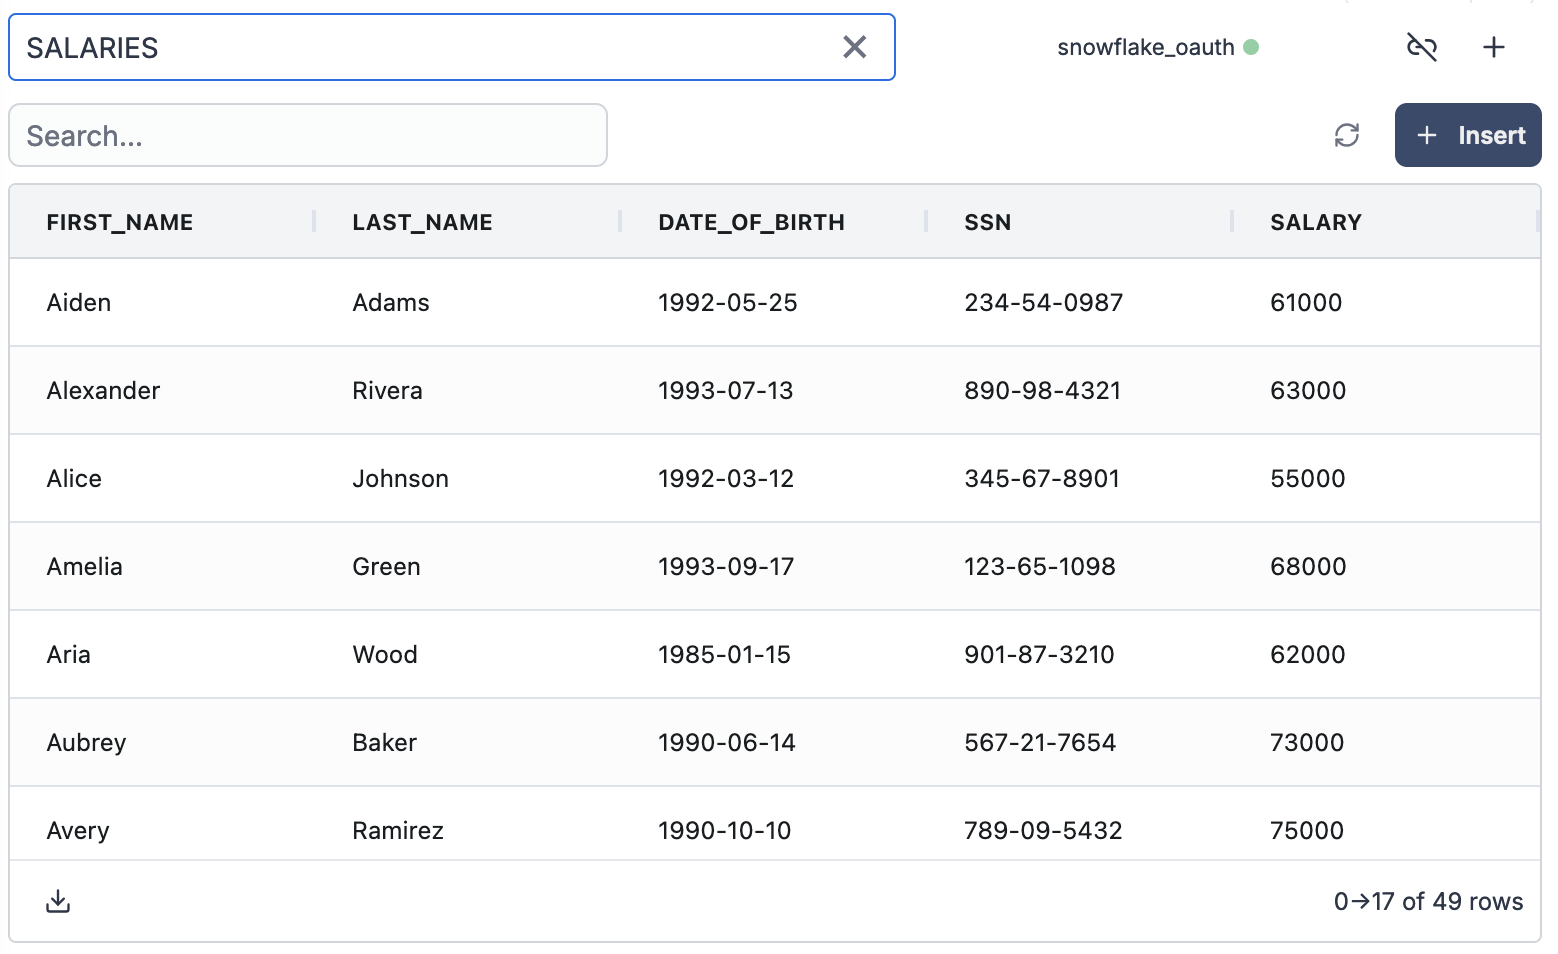 SALARIES
snowflake_oauth
Search...
Insert
FIRST_NAME LAST_NAME DATE_OF_BIRTH SSN SALARY
Aiden Adams 1992-05-25 234-54-0987 61000
Alexander Rivera 1993-07-13 890-98-4321 63000
Alice Johnson 1992-03-12 345-67-8901 55000
Amelia Green 1993-09-17 123-65-1098 68000
Aria Wood 1985-01-15 901-87-3210 62000
Aubrey Baker 1990-06-14 567-21-7654 73000
Avery Ramirez 1990-10-10 789-09-5432 75000
0→17 of 49 rows